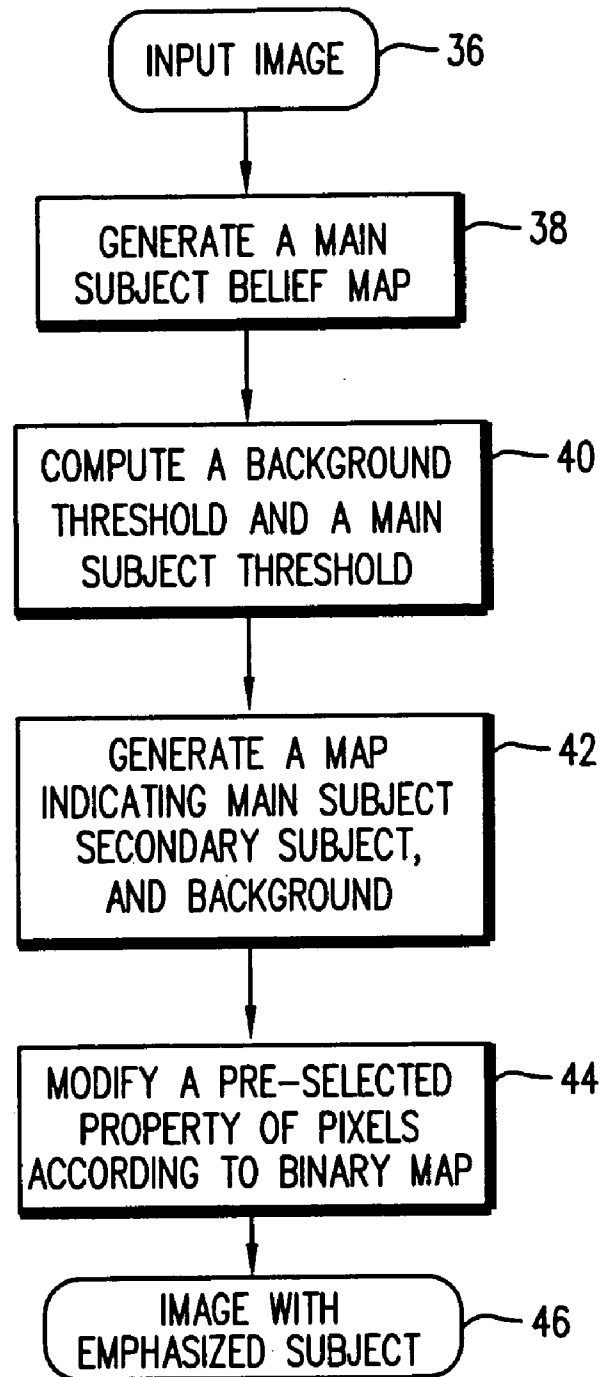 INPUT IMAGE
36
GENERATE A MAIN
SUBJECT BELIEF MAP
38
COMPUTE A BACKGROUND
THRESHOLD AND A MAIN
SUBJECT THRESHOLD
40
GENERATE A MAP
INDICATING MAIN SUBJECT
SECONDARY SUBJECT,
AND BACKGROUND
42
MODIFY A PRE-SELECTED
PROPERTY OF PIXELS
ACCORDING TO BINARY MAP
44
IMAGE WITH
EMPHASIZED SUBJECT
46